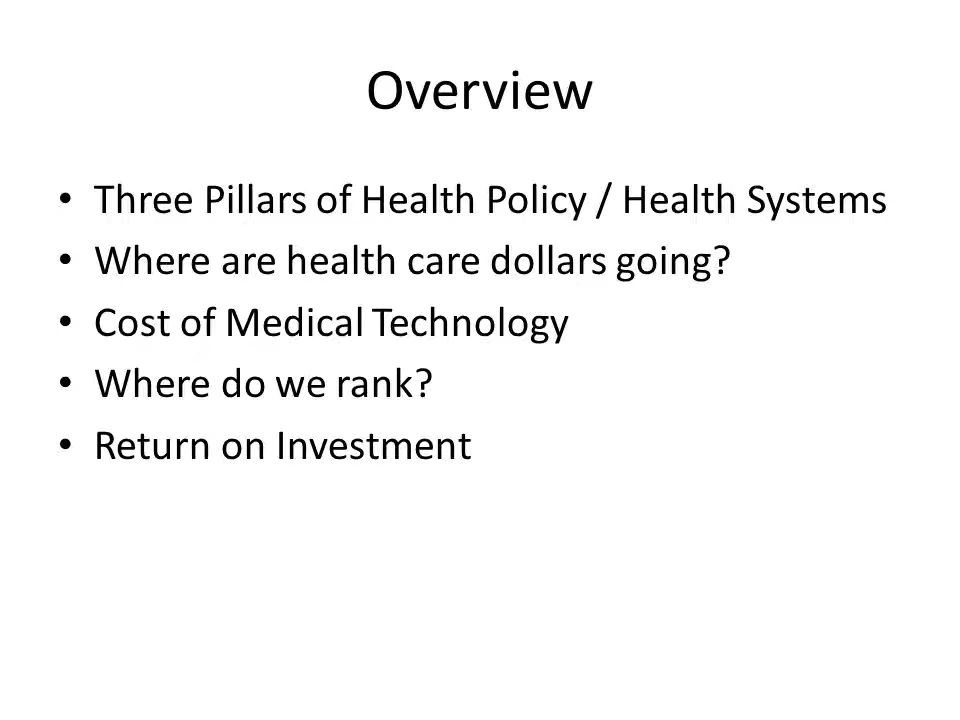 Overview
• Three Pillars of Health Policy / Health Systems
• Where are health care dollars going?
• Cost of Medical Technology
• Where do we rank?
• Return on Investment